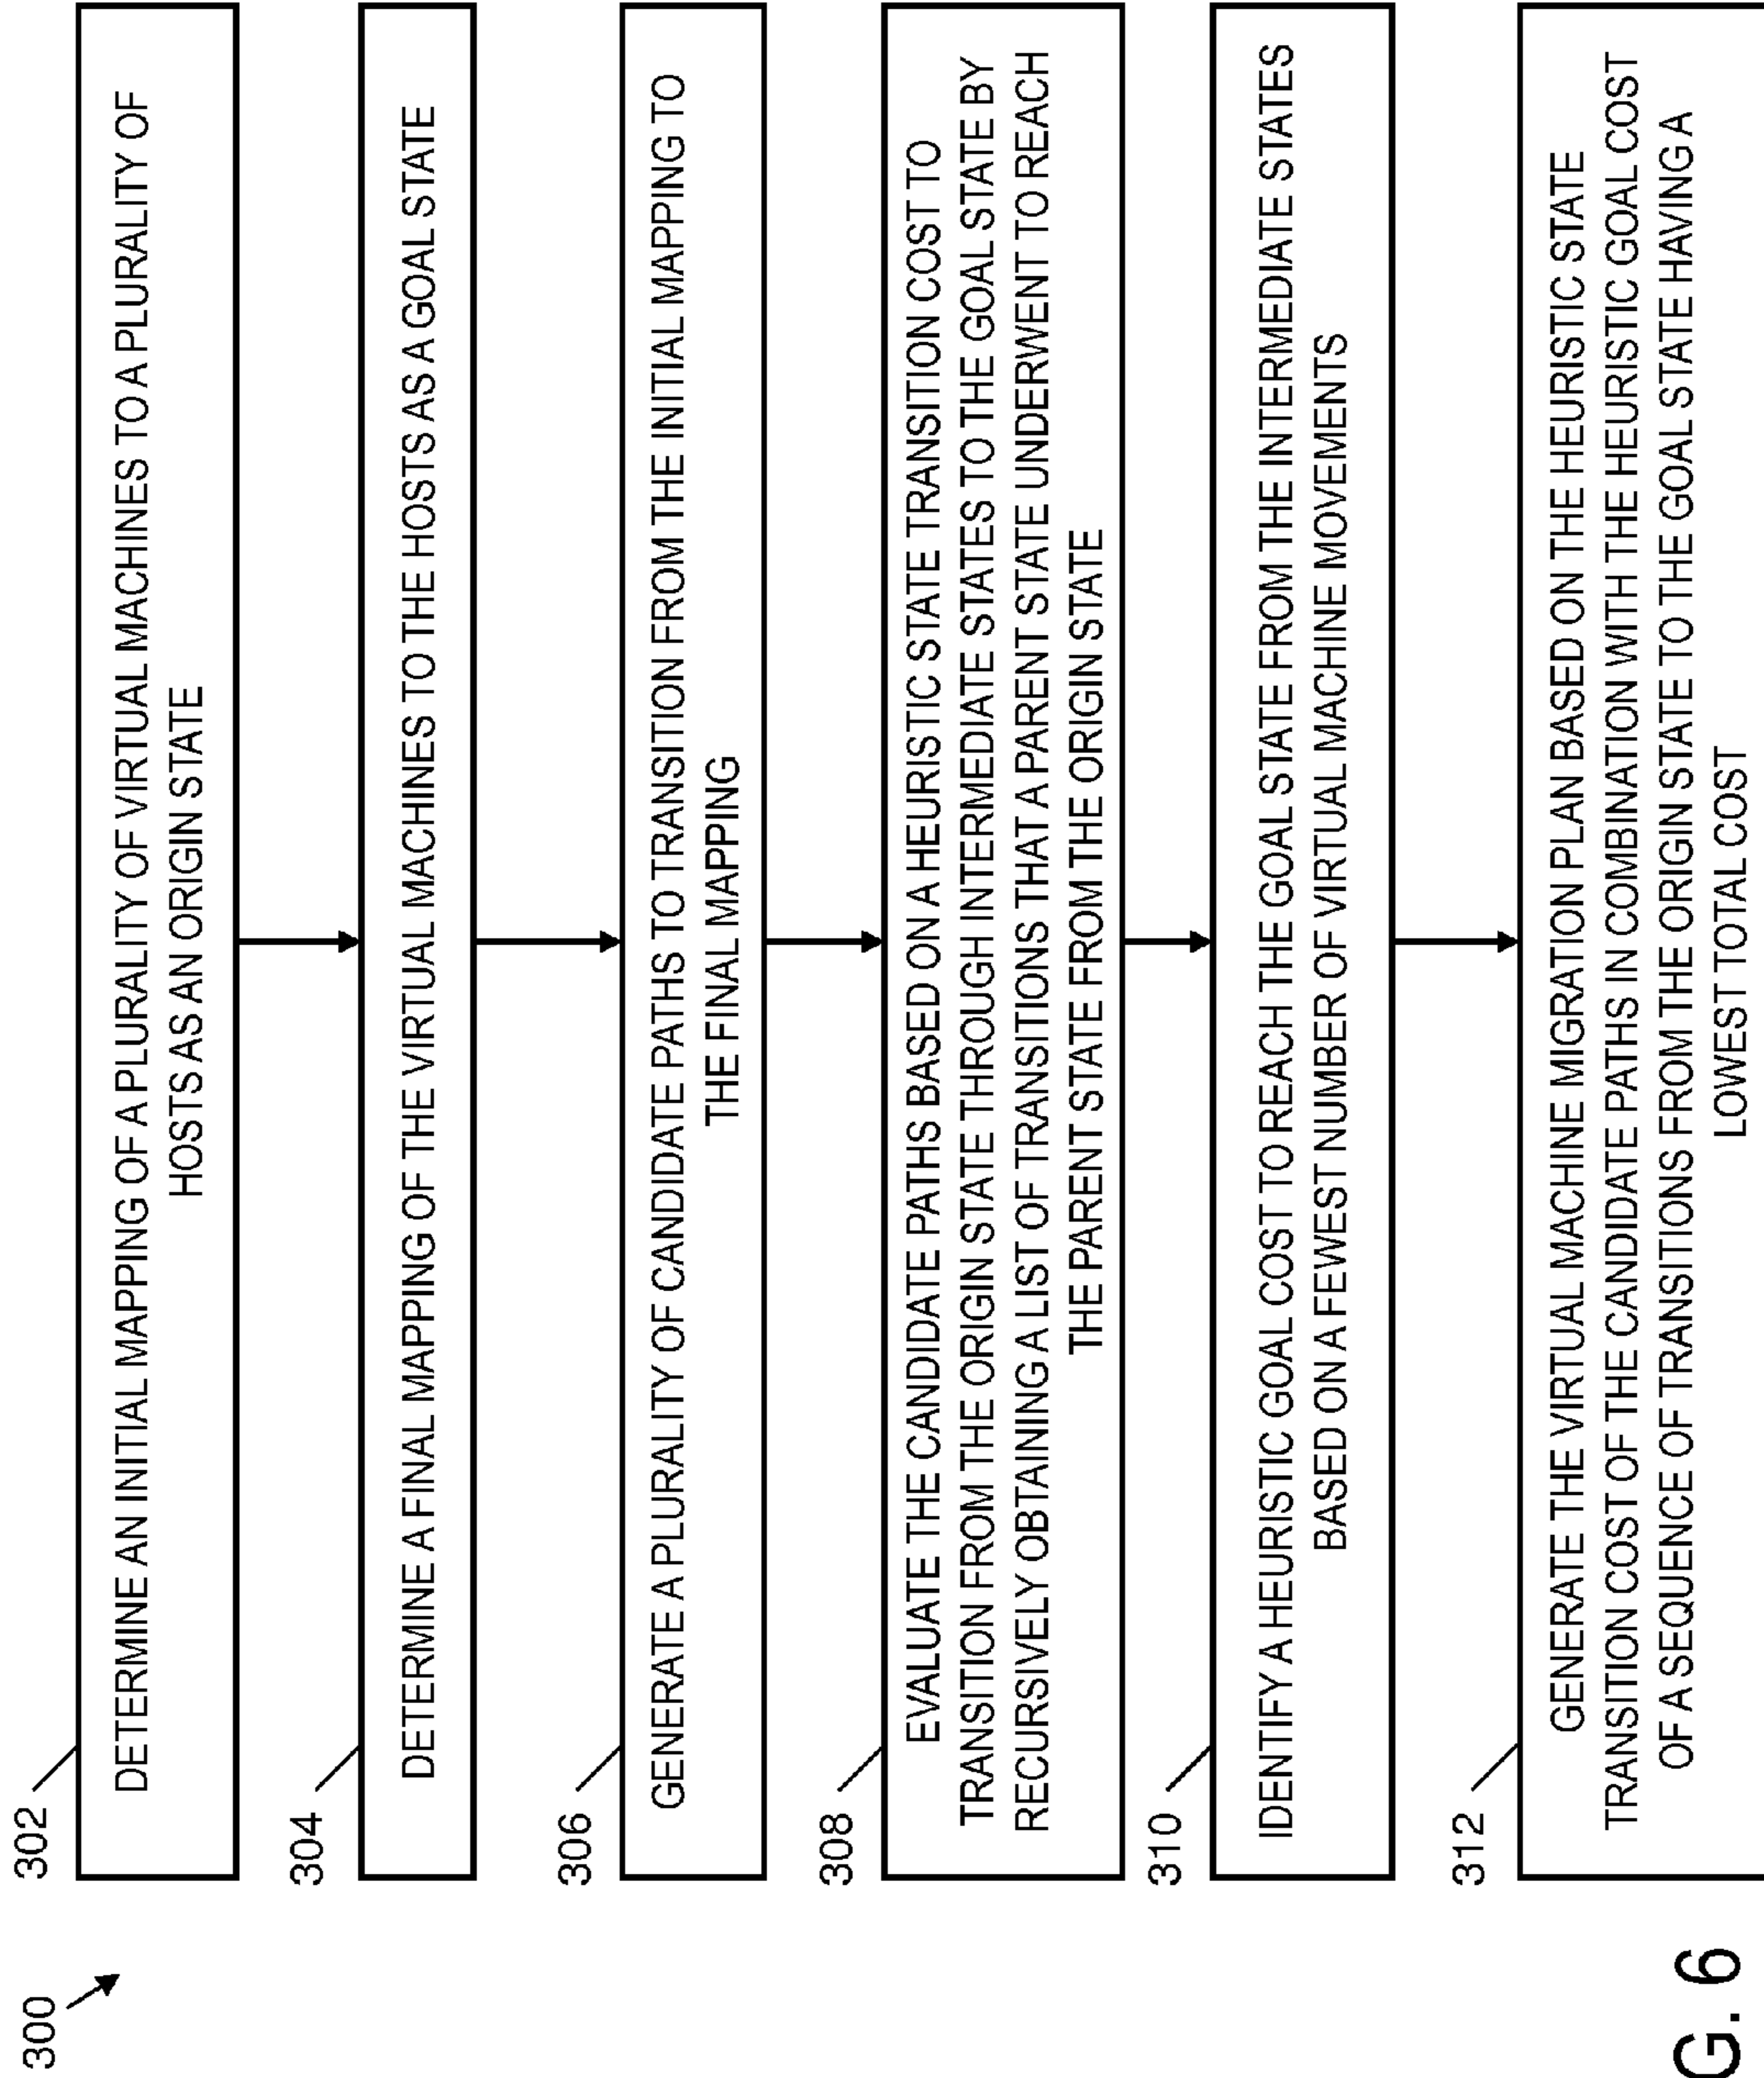 300
302
DETERMINE AN INITIAL MAPPING OF A PLURALITY OF VIRTUAL MACHINES TO A PLURALITY OF
HOSTS AS AN ORIGIN STATE
304
DETERMINE A FINAL MAPPING OF THE VIRTUAL MACHINES TO THE HOSTS AS A GOAL STATE
306
GENERATE A PLURALITY OF CANDIDATE PATHS TO TRANSITION FROM THE INITIAL MAPPING TO
THE FINAL MAPPING
308
EVALUATE THE CANDIDATE PATHS BASED ON A HEURISTIC STATE TRANSITION COST TO
TRANSITION FROM THE ORIGIN STATE THROUGH INTERMEDIATE STATES TO THE GOAL STATE BY
RECURSIVELY OBTAINING A LIST OF TRANSITIONS THAT A PARENT STATE UNDERWENT TO REACH
THE PARENT STATE FROM THE ORIGIN STATE
310
IDENTIFY A HEURISTIC GOAL COST TO REACH THE GOAL STATE FROM THE INTERMEDIATE STATES
BASED ON A FEWEST NUMBER OF VIRTUAL MACHINE MOVEMENTS
312
GENERATE THE VIRTUAL MACHINE MIGRATION PLAN BASED ON THE HEURISTIC STATE
TRANSITION COST OF THE CANDIDATE PATHS IN COMBINATION WITH THE HEURISTIC GOAL COST
OF A SEQUENCE OF TRANSITIONS FROM THE ORIGIN STATE TO THE GOAL STATE HAVING A
LOWEST TOTAL COST
G. 6